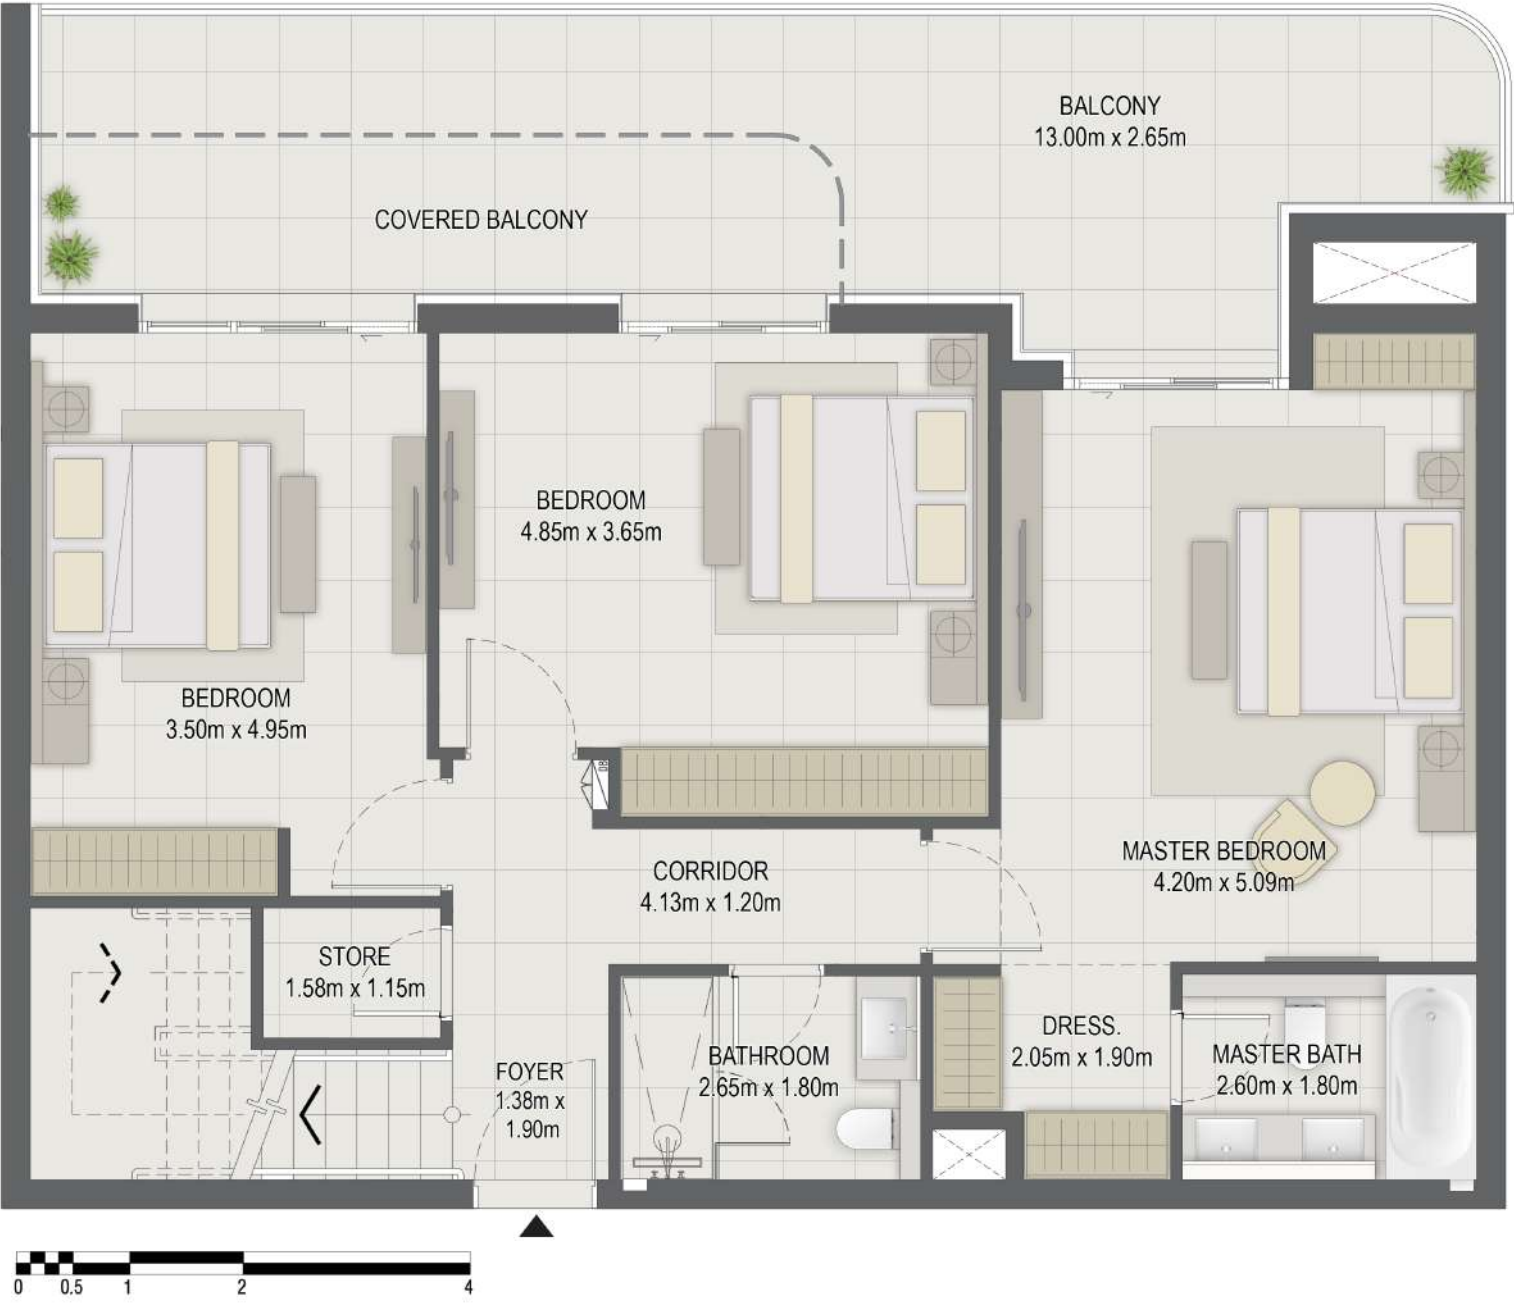 BALCONY
13.00m x 2.65m
COVERED BALCONY
BEDROOM
4.85m x 3.65m
BEDROOM
3.50m x 4.95m
DB
MASTER BEDROOM
4.20m x 5.09m
CORRIDOR
4.13m x 1.20m
STORE
1.58m x 1.15m
DRESS.
2.05m x 1.90m
BATHROOM
2.65m x 1.80m
MASTER BATH
2.60m x 1.80m
FOYER
1.38m x
1.90m
0 0.5 1 2 4